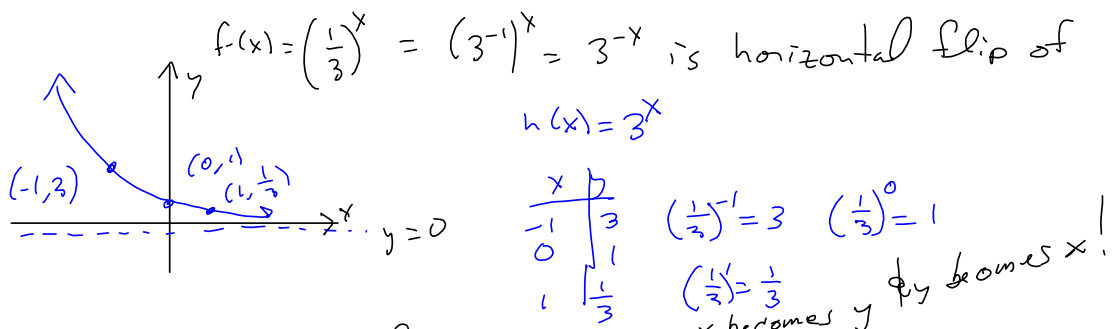 f(x) = (1/3)^x = (3^-1)^x = 3^-x is horizontal flip of
h(x) = 3^x
y
(-1,3)
(0,1)
(1, 1/3)
x
y = 0
x | y
-1 | 3
0 | 1
1 | 1/3
(1/3)^-1 = 3
(1/3)^0 = 1
(1/3)^1 = 1/3
x becomes y & y becomes x!